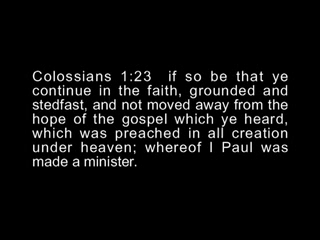 Colossians 1:23 if so be that ye
continue in the faith, grounded and
stedfast, and not moved away from the
hope of the gospel which ye heard,
which was preached in all creation
under heaven; whereof I Paul was
made a minister.